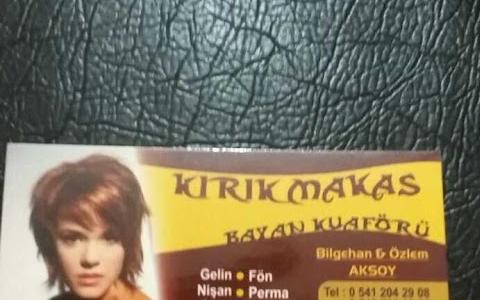 KIRIK MAKAS
BAYAN KUAFÖRÜ
Bilgehan & Özlem
AKSOY
Gelin • Fön
Nişan • Perma
Tel : 0 541 204 29 08